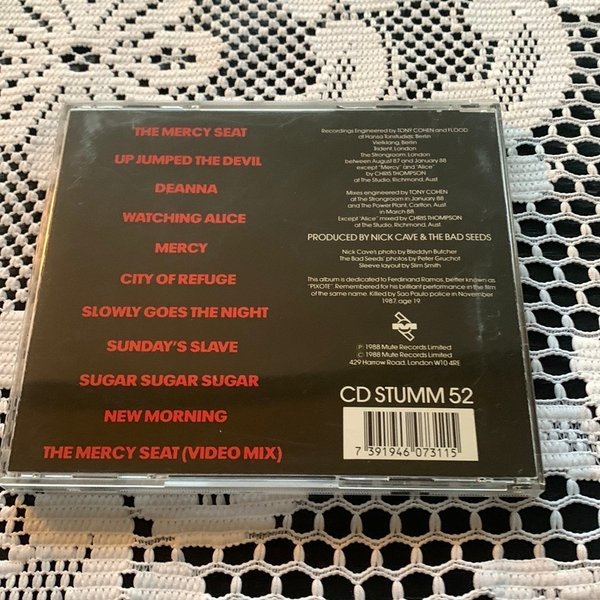 THE MERCY SEAT
UP JUMPED THE DEVIL
DEANNA
WATCHING ALICE
MERCY
CITY OF REFUGE
SLOWLY GOES THE NIGHT
SUNDAY'S SLAVE
SUGAR SUGAR SUGAR
NEW MORNING
THE MERCY SEAT (VIDEO MIX)
Recordings Engineered by TONY COHEN and FLOOD
at Hansa Tonstudios, Berlin
Vielklang, Berlin
Trident, London
The Strongroom, London
between August 87 and January 88
except "Mercy" and "Alice"
by CHRIS THOMPSON
at The Studio, Richmond, Aust
Mixes engineered by TONY COHEN
at The Strongroom in January 88
and The Power Plant, Carlton, Aust
in March 88
Except "Alice" mixed by CHRIS THOMPSON
at The Studio, Richmond, Aust.
PRODUCED BY NICK CAVE & THE BAD SEEDS
Nick Cave's photo by Bleddyn Butcher
The Bad Seeds' photos by Peter Gruchot
Sleeve layout by Slim Smith
This album is dedicated to Ferdinand Ramos, better known as
"PIXOTE". Remembered for his brilliant performance in the film
of the same name. Killed by Sao Paulo police in November
1987, age 19
℗ 1988 Mute Records Limited
© 1988 Mute Records Limited
429 Harrow Road, London W10 4RE
CD STUMM 52
7 391946 073115